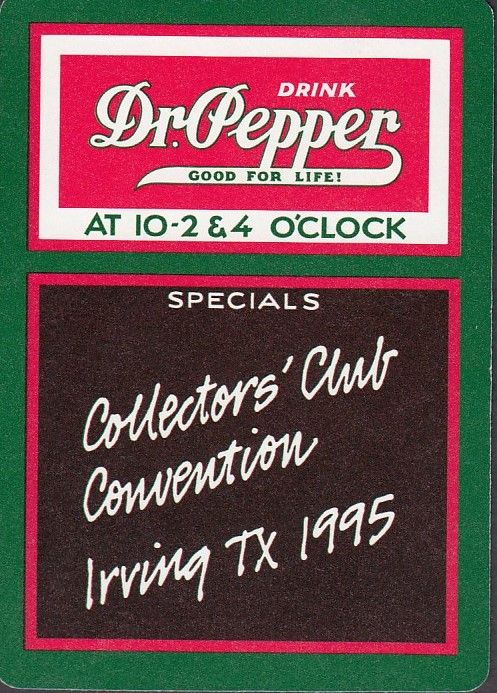 DRINK
Dr. Pepper
GOOD FOR LIFE!
AT 10-2 & 4 O'CLOCK
SPECIALS
Collectors' Club
Convention
Irving TX 1995